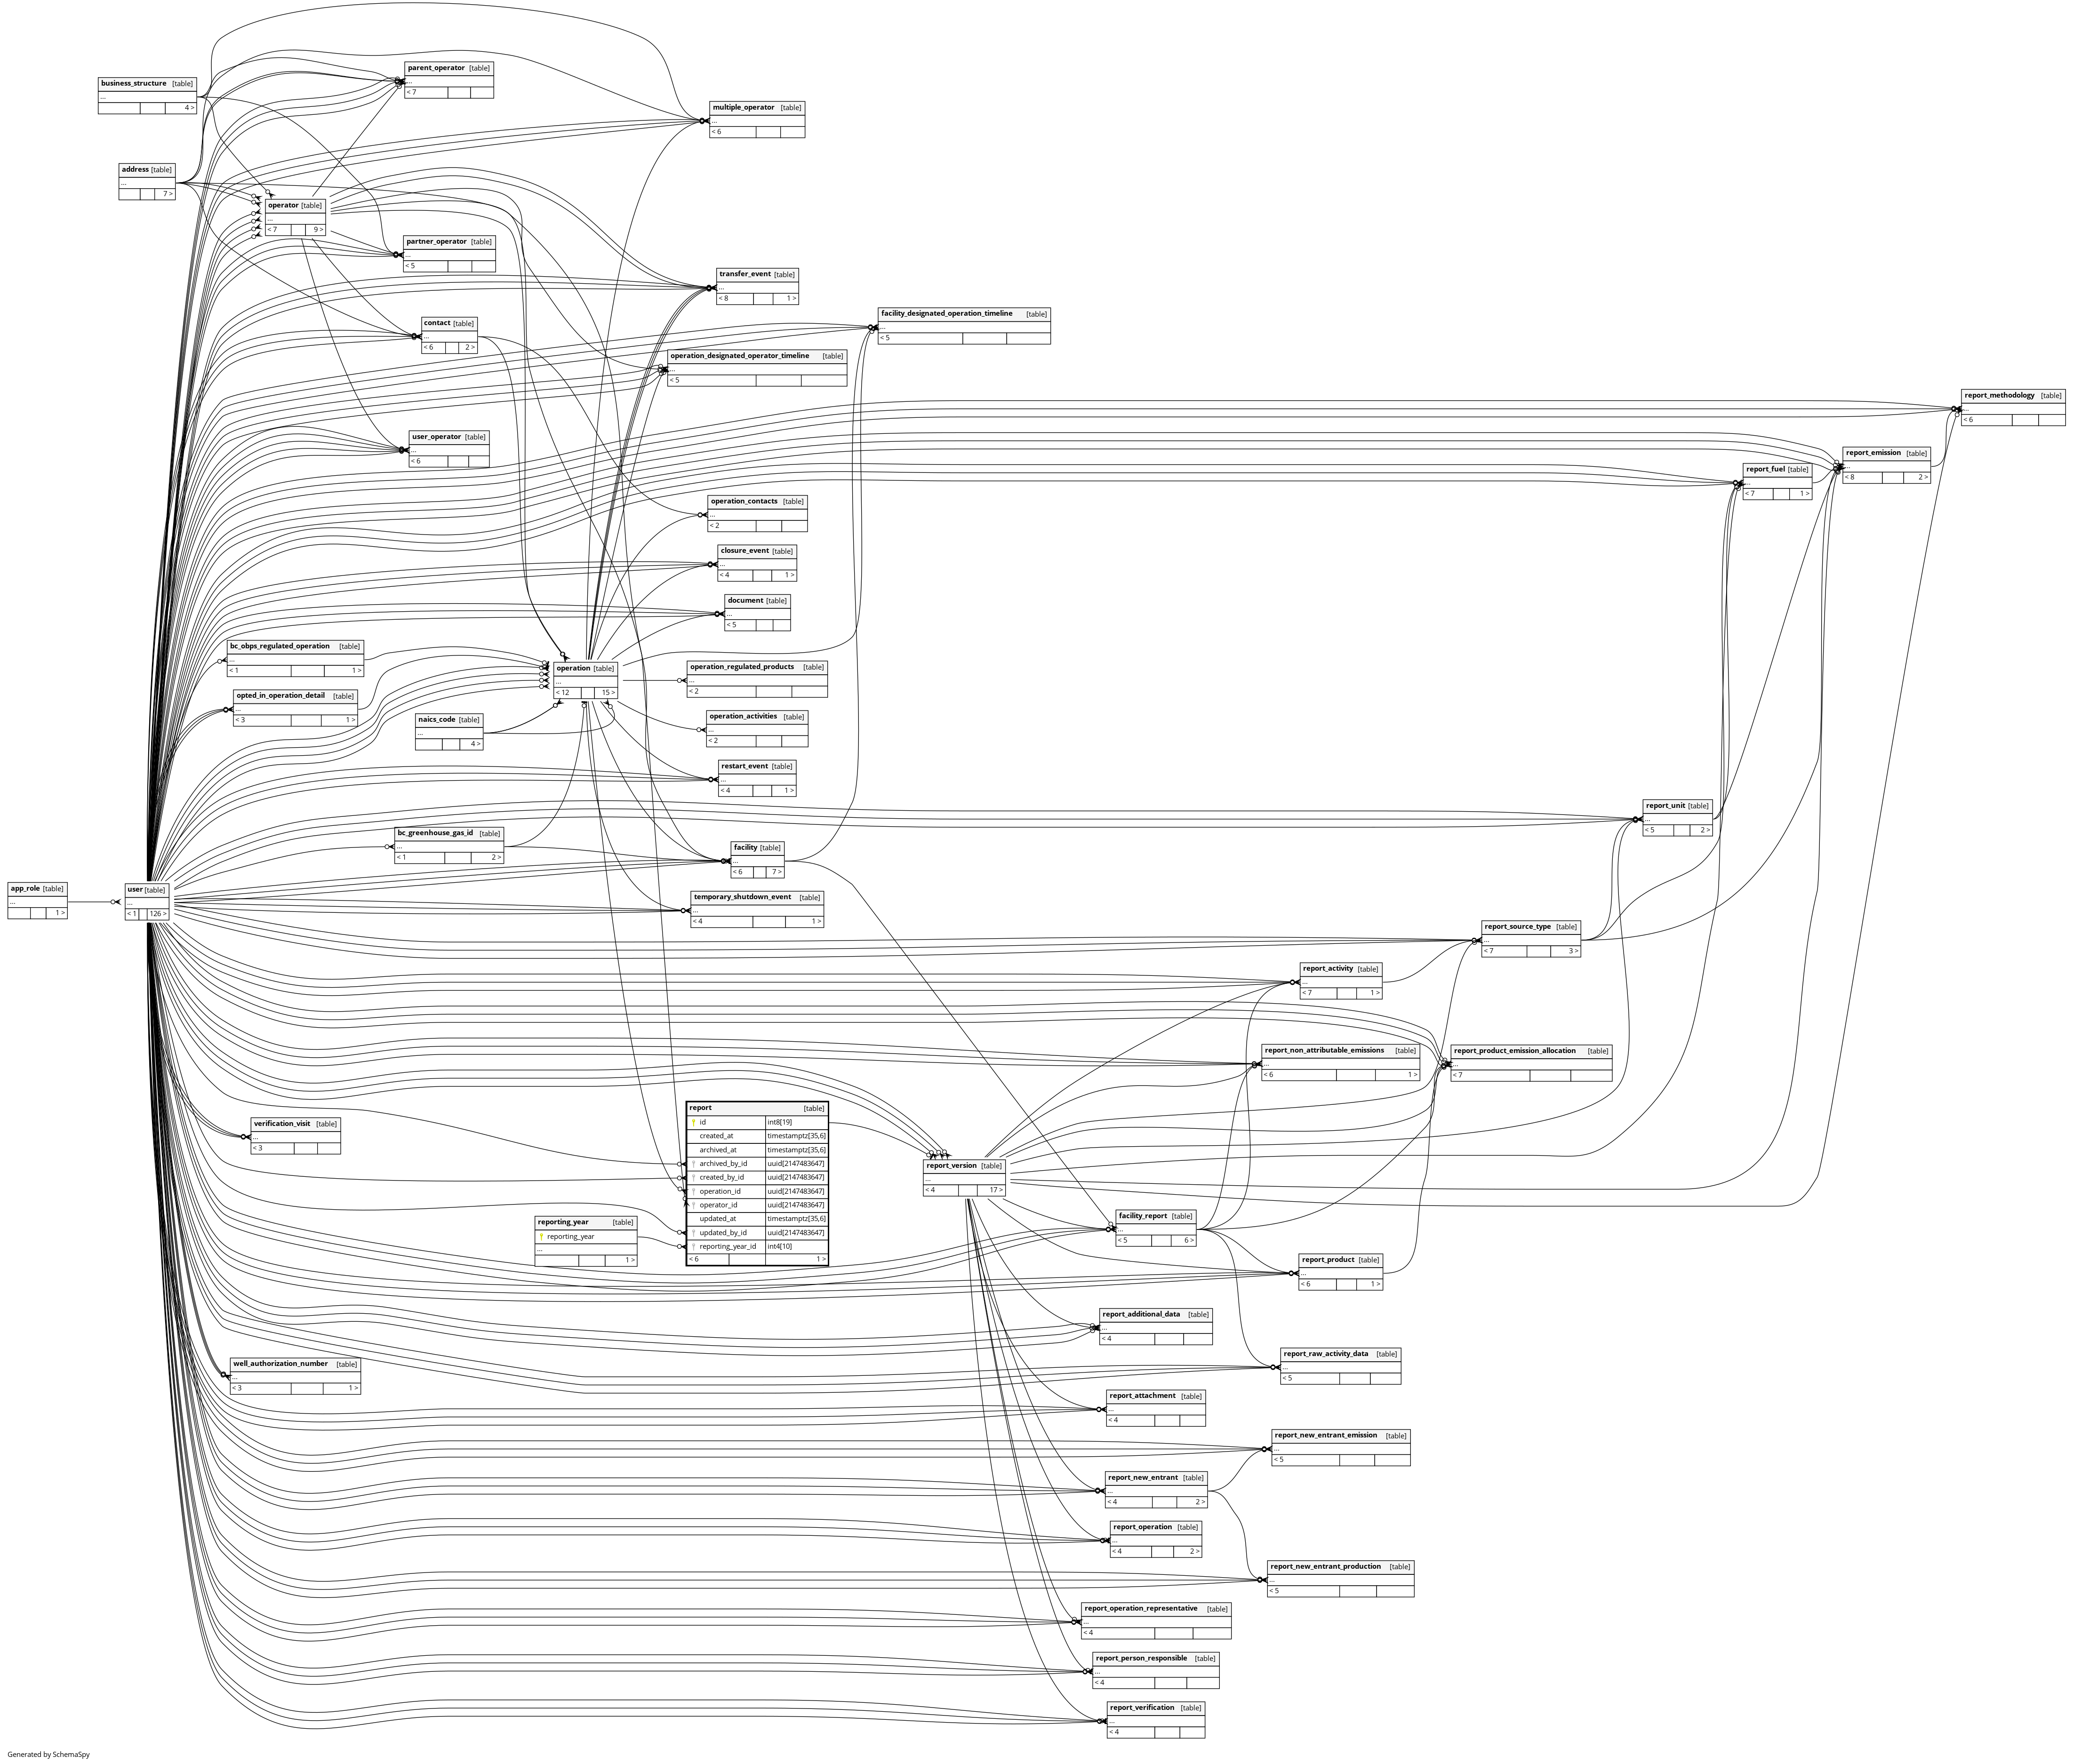 parent_operator [table]
...
< 7
business_structure [table]
...
4 >
multiple_operator [table]
...
< 6
address [table]
...
7 >
operator [table]
...
< 7 9 >
partner_operator [table]
...
< 5
transfer_event [table]
...
< 8 1 >
facility_designated_operation_timeline [table]
...
< 5
contact [table]
...
< 6 2 >
operation_designated_operator_timeline [table]
...
< 5
report_methodology [table]
...
< 6
user_operator [table]
...
< 6
report_emission [table]
...
< 8 2 >
report_fuel [table]
...
< 7 1 >
operation_contacts [table]
...
< 2
closure_event [table]
...
< 4 1 >
document [table]
...
< 5
bc_obps_regulated_operation [table]
...
< 1 1 >
operation [table]
...
< 12 15 >
operation_regulated_products [table]
...
< 2
opted_in_operation_detail [table]
...
< 3 1 >
naics_code [table]
...
4 >
operation_activities [table]
...
< 2
restart_event [table]
...
< 4 1 >
report_unit [table]
...
< 5 2 >
bc_greenhouse_gas_id [table]
...
< 1 2 >
facility [table]
...
< 6 7 >
app_role [table]
...
1 >
user [table]
...
< 1 126 >
temporary_shutdown_event [table]
...
< 4 1 >
report_source_type [table]
...
< 7 3 >
report_activity [table]
...
< 7 1 >
report_non_attributable_emissions [table]
...
< 6 1 >
report_product_emission_allocation [table]
...
< 7
verification_visit [table]
...
< 3
report [table]
id int8[19]
created_at timestamptz[35,6]
archived_at timestamptz[35,6]
archived_by_id uuid[2147483647]
created_by_id uuid[2147483647]
operation_id uuid[2147483647]
operator_id uuid[2147483647]
updated_at timestamptz[35,6]
updated_by_id uuid[2147483647]
reporting_year_id int4[10]
< 6 1 >
report_version [table]
...
< 4 17 >
reporting_year [table]
reporting_year
...
1 >
facility_report [table]
...
< 5 6 >
report_product [table]
...
< 6 1 >
report_additional_data [table]
...
< 4
well_authorization_number [table]
...
< 3 1 >
report_raw_activity_data [table]
...
< 5
report_attachment [table]
...
< 4
report_new_entrant_emission [table]
...
< 5
report_new_entrant [table]
...
< 4 2 >
report_operation [table]
...
< 4 2 >
report_new_entrant_production [table]
...
< 5
report_operation_representative [table]
...
< 4
report_person_responsible [table]
...
< 4
report_verification [table]
...
< 4
Generated by SchemaSpy